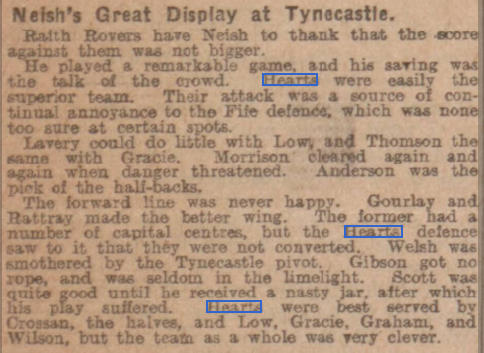 Neish's Great Display at Tynecastle.
Raith Rovers have Neish to thank that the score
against them was not bigger.
He played a remarkable game, and his saving was
the talk of the crowd. Hearts were easily the
superior team. Their attack was a source of con-
tinual annoyance to the Fife defence, which was none
too sure at certain spots.
Lavery could do little with Low, and Thomson the
same with Gracie. Morrison cleared again and
again when danger threatened. Anderson was the
pick of the half-backs.
The forward line was never happy. Gourlay and
Rattray made the better wing. The former had a
number of capital centres, but the Hearts defence
saw to it that they were not converted. Welsh was
smothered by the Tynecastle pivot. Gibson got no
rope, and was seldom in the limelight. Scott was
quite good until he received a nasty jar, after which
his play suffered. Hearts were best served by
Crossan, the halves, and Low, Gracie, Graham, and
Wilson, but the team as a whole was very clever.